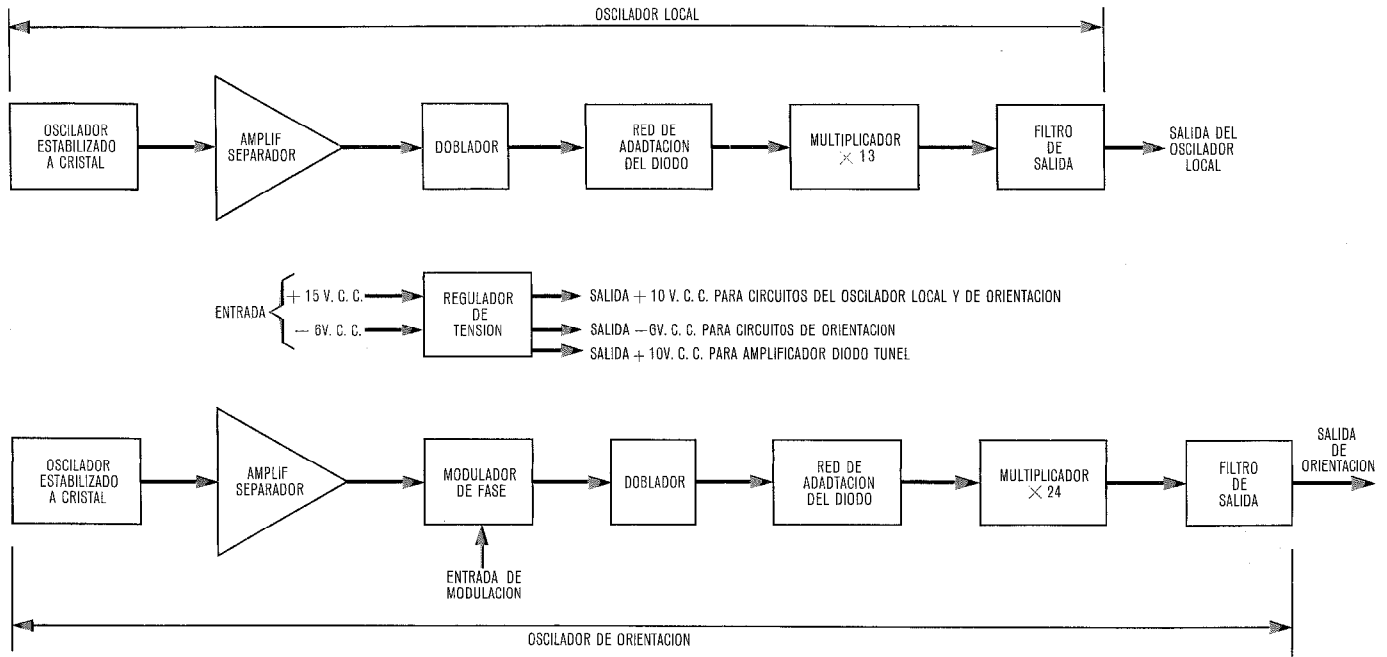 OSCILADOR LOCAL
OSCILADOR
ESTABILIZADO
A CRISTAL
AMPLIF
SEPARADOR
DOBLADOR
RED DE
ADADTACION
DEL DIODO
MULTIPLICADOR
× 13
FILTRO
DE
SALIDA
SALIDA DEL
OSCILADOR
LOCAL
ENTRADA
+ 15 V. C. C.
— 6V. C. C.
REGULADOR
DE
TENSION
SALIDA + 10 V. C. C. PARA CIRCUITOS DEL OSCILADOR LOCAL Y DE ORIENTACION
SALIDA —6V. C. C. PARA CIRCUITOS DE ORIENTACION
SALIDA + 10V. C. C. PARA AMPLIFICADOR DIODO TUNEL
OSCILADOR
ESTABILIZADO
A CRISTAL
AMPLIF
SEPARADOR
MODULADOR
DE FASE
ENTRADA DE
MODULACION
DOBLADOR
RED DE
ADADTACION
DEL DIODO
MULTIPLICADOR
× 24
FILTRO
DE
SALIDA
SALIDA
DE
ORIENTACION
OSCILADOR DE ORIENTACION